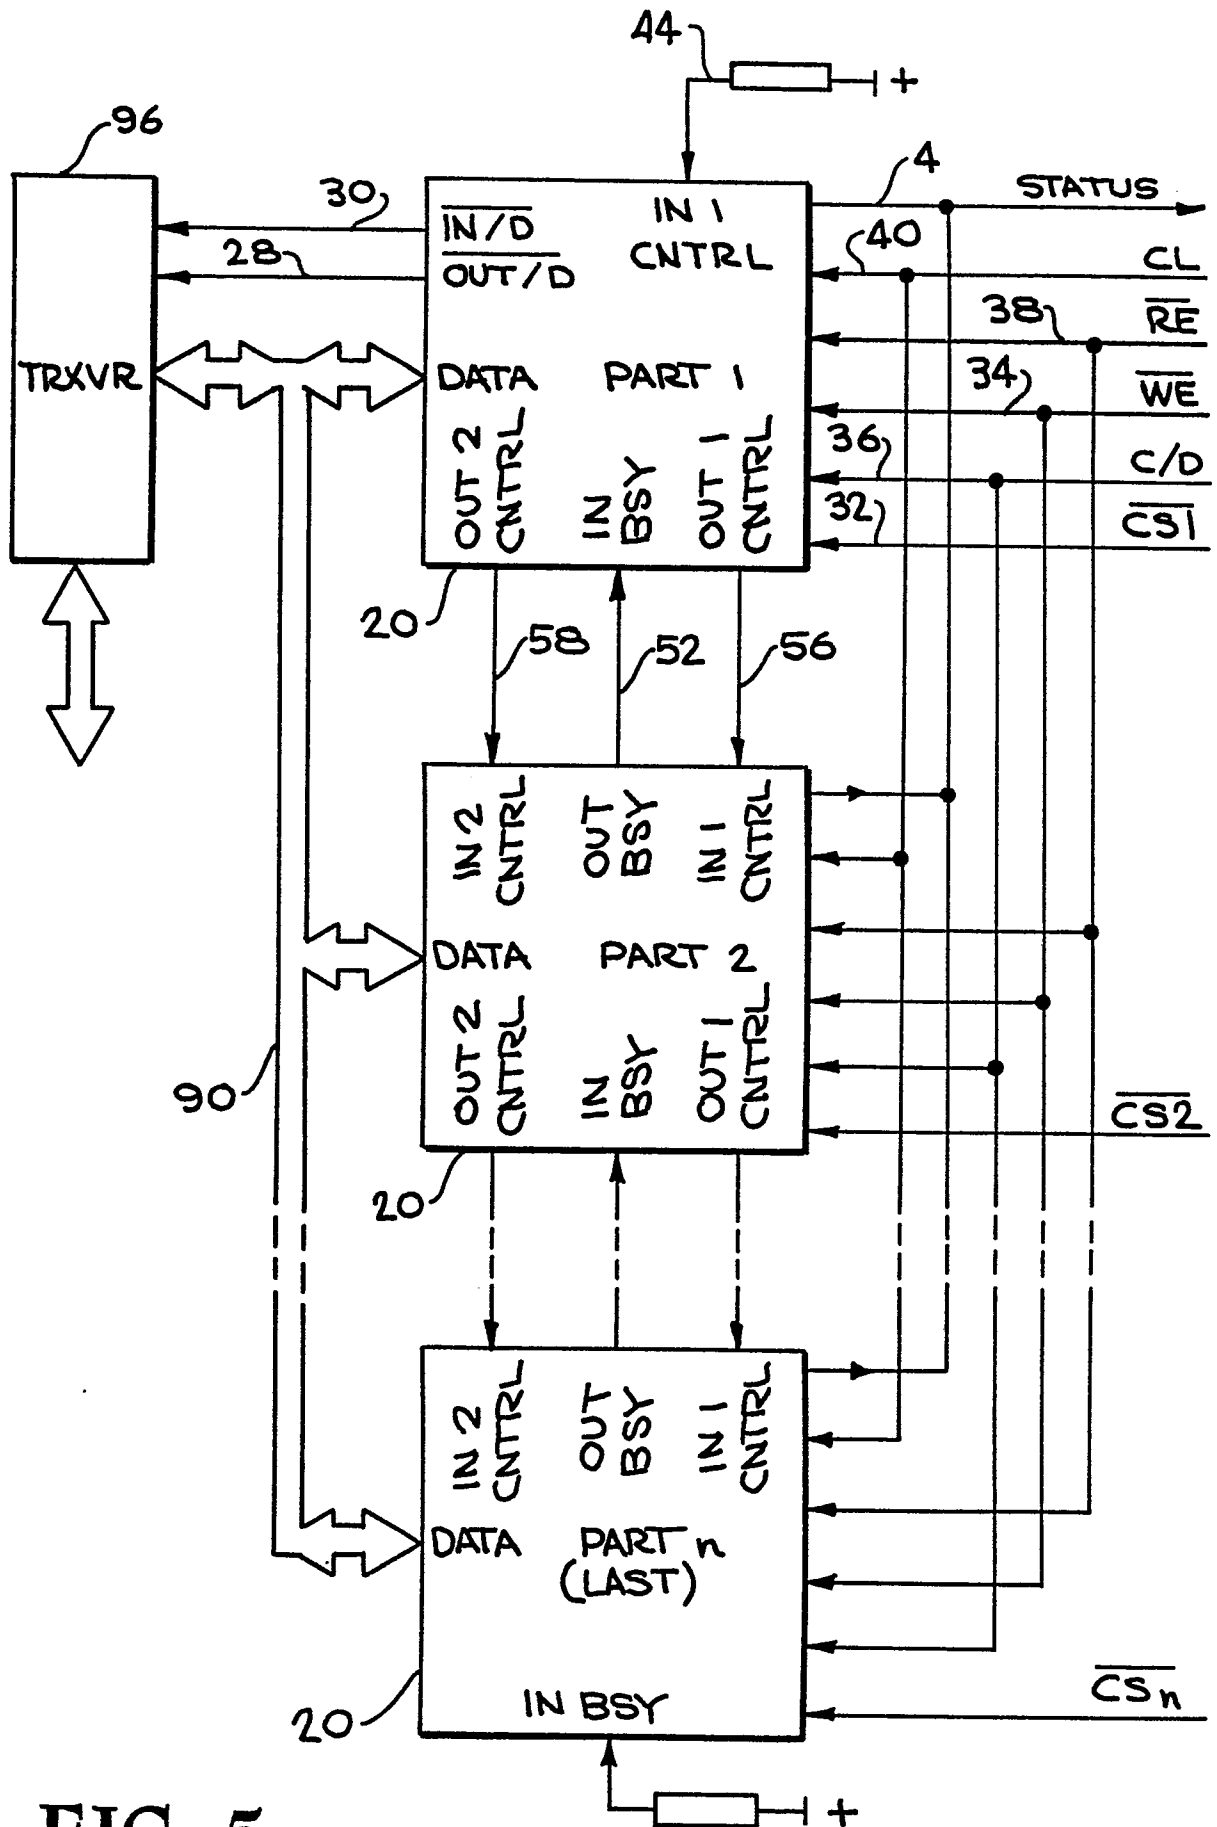 44
+
96
4
STATUS
30
IN/D
IN 1
CNTRL
40
CL
28
OUT/D
38
RE
TRXVR
DATA
PART 1
34
WE
OUT 2
CNTRL
IN
BSY
OUT 1
CNTRL
36
C/D
32
CS1
20
58
52
56
IN 2
CNTRL
OUT
BSY
IN 1
CNTRL
DATA
PART 2
OUT 2
CNTRL
IN
BSY
OUT 1
CNTRL
90
CS2
20
IN 2
CNTRL
OUT
BSY
IN 1
CNTRL
DATA
PART n
(LAST)
CSn
20
IN BSY
+
FIG. 5